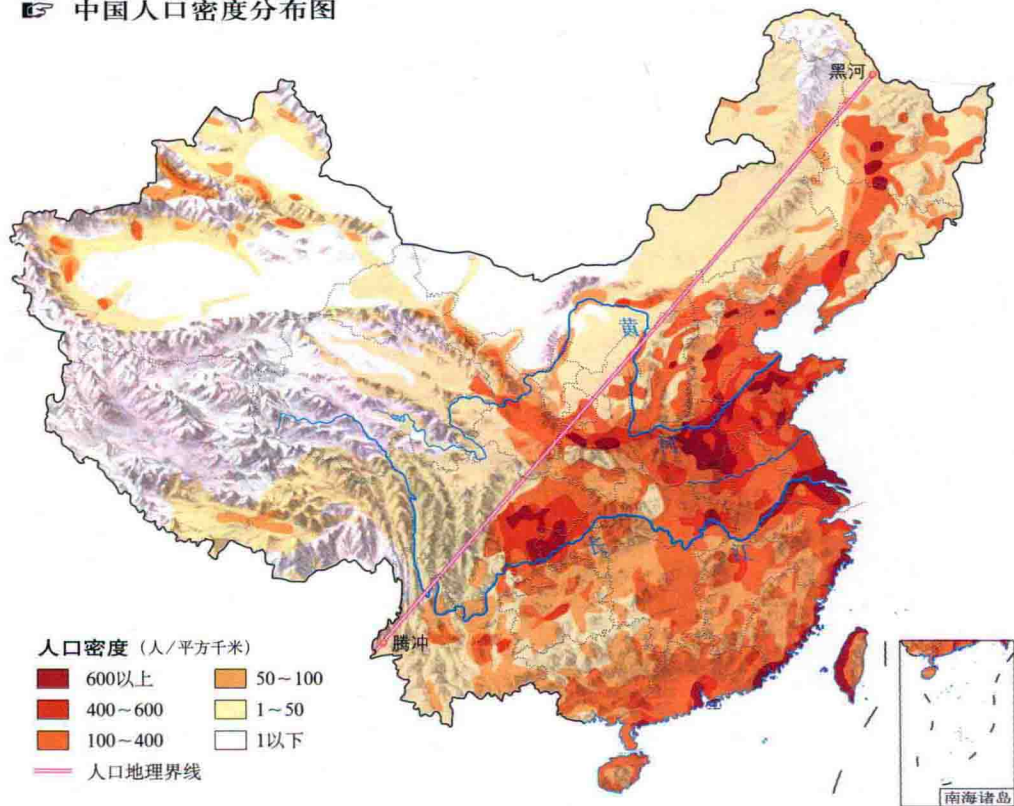 ☞ 中国人口密度分布图
黑河
黄
河
长
江
腾冲
人口密度（人/平方千米）
600以上
50～100
400～600
1～50
100～400
1以下
人口地理界线
南海诸岛